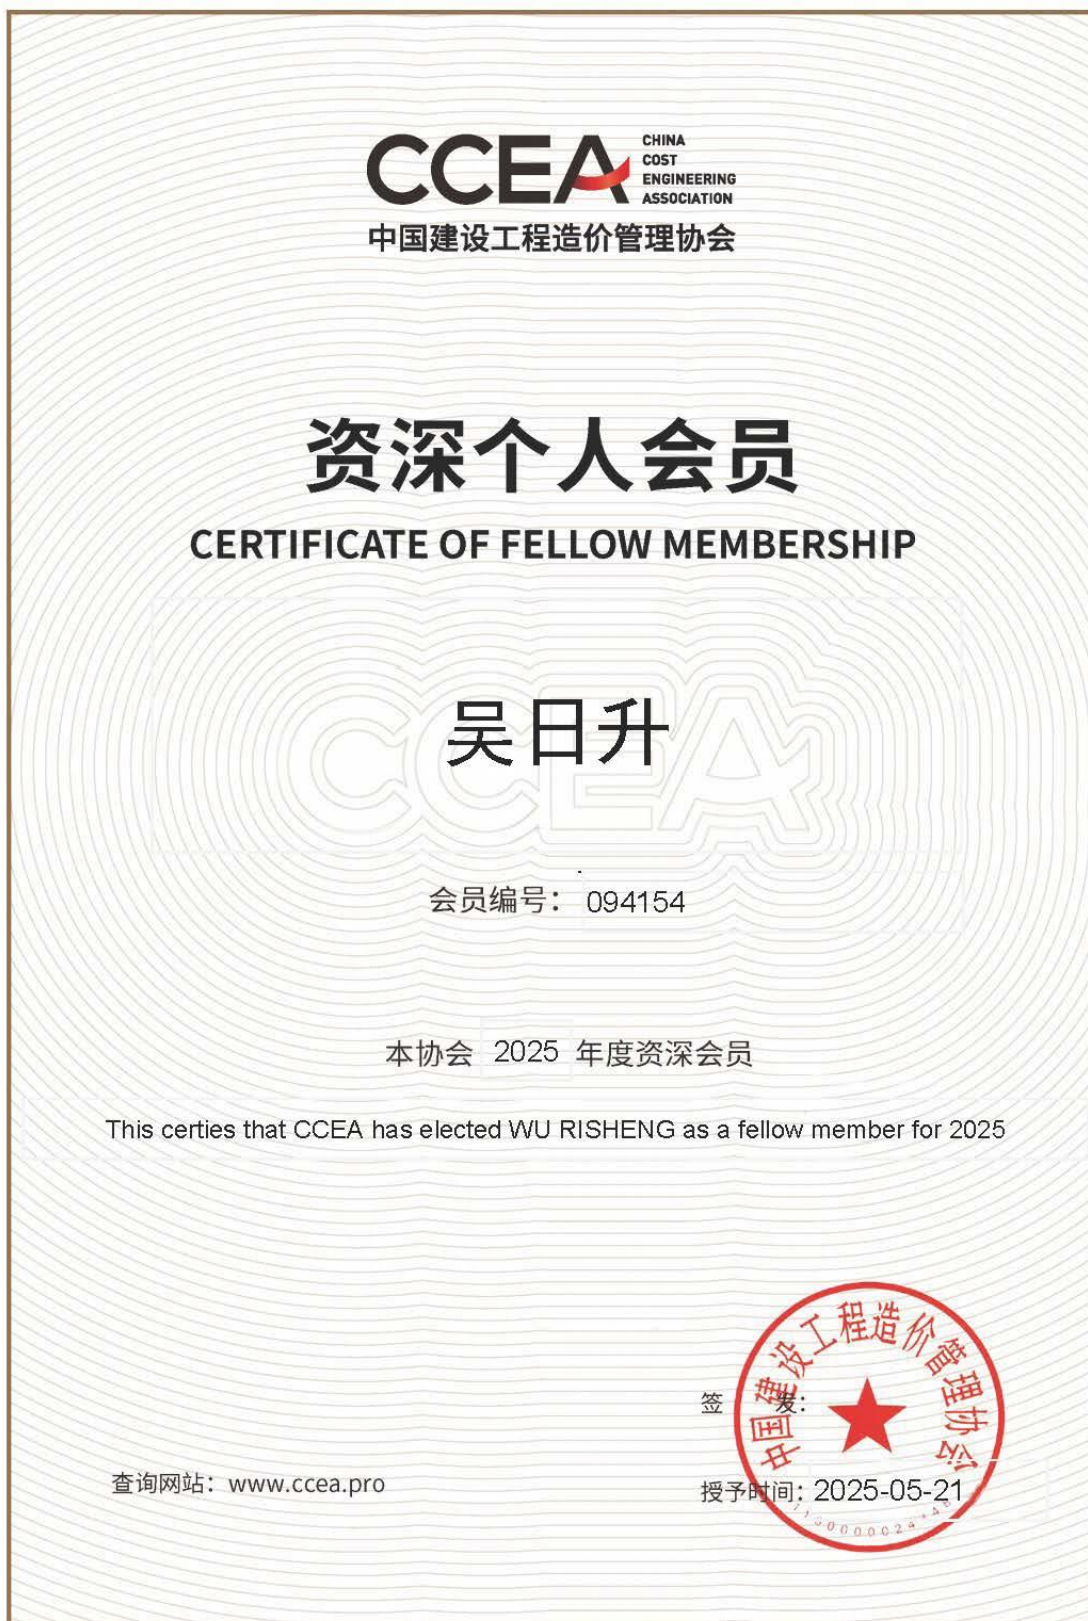 CCEA
CHINA
COST
ENGINEERING
ASSOCIATION
中国建设工程造价管理协会
资深个人会员
CERTIFICATE OF FELLOW MEMBERSHIP
CCEA
吴日升
会员编号： 094154
本协会 2025 年度资深会员
This certies that CCEA has elected WU RISHENG as a fellow member for 2025
中国建设工程造价管理协会
签 发：
查询网站：www.ccea.pro
授予时间：2025-05-21